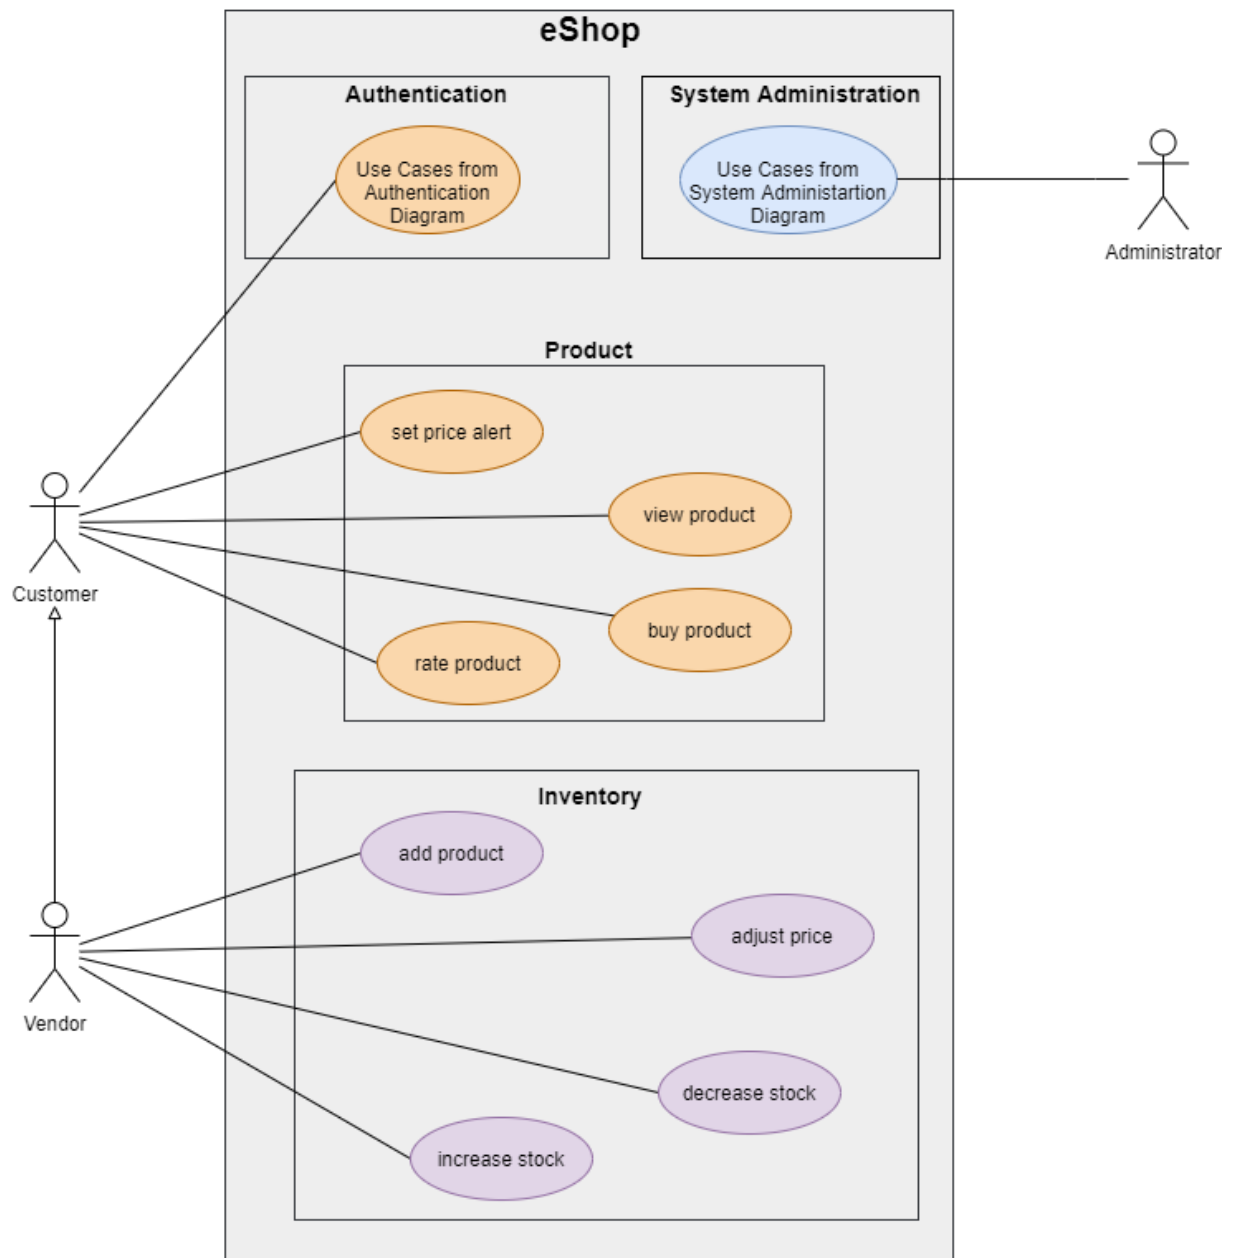 eShop
Authentication
Use Cases from
Authentication
Diagram
System Administration
Use Cases from
System Administartion
Diagram
Administrator
Product
set price alert
view product
buy product
rate product
Customer
Inventory
add product
adjust price
decrease stock
increase stock
Vendor